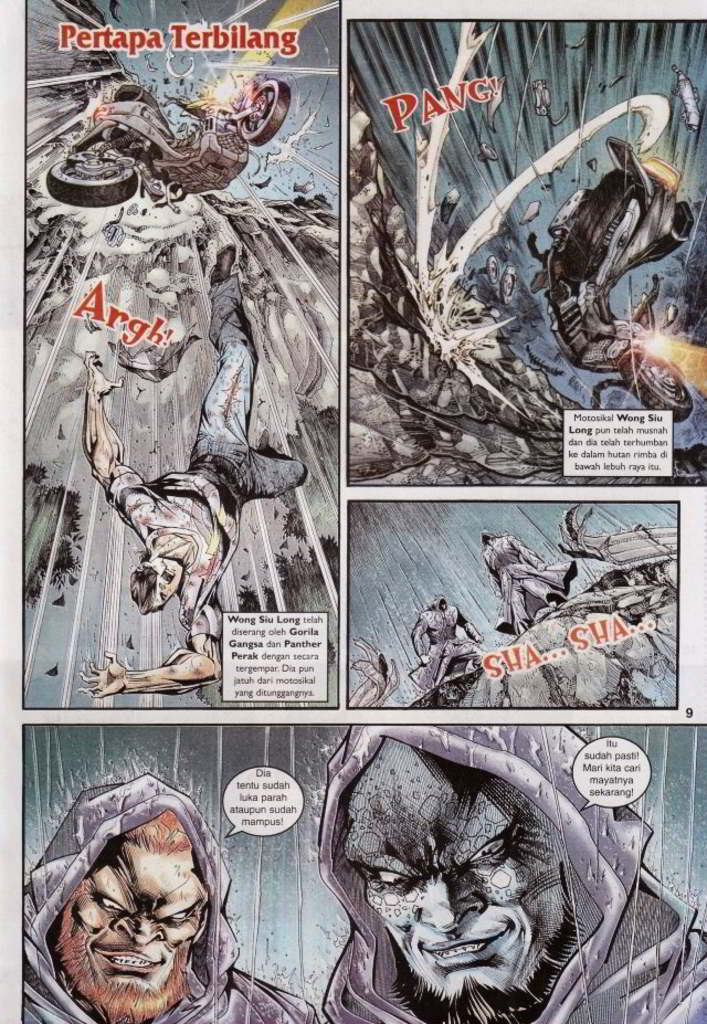 Pertapa Terbilang
Argh!
Wong Siu Long telah
diserang oleh Gorila
Gangsa dan Panther
Perak dengan secara
tergempar. Dia pun
jatuh dari motosikal
yang ditunggangnya.
PANG!
Motosikal Wong Siu
Long pun telah musnah
dan dia telah terhumban
ke dalam hutan rimba di
bawah lebuh raya itu.
SHA... SHA...
9
Dia
tentu sudah
luka parah
ataupun sudah
mampus!
Itu
sudah pasti!
Mari kita cari
mayatnya
sekarang!